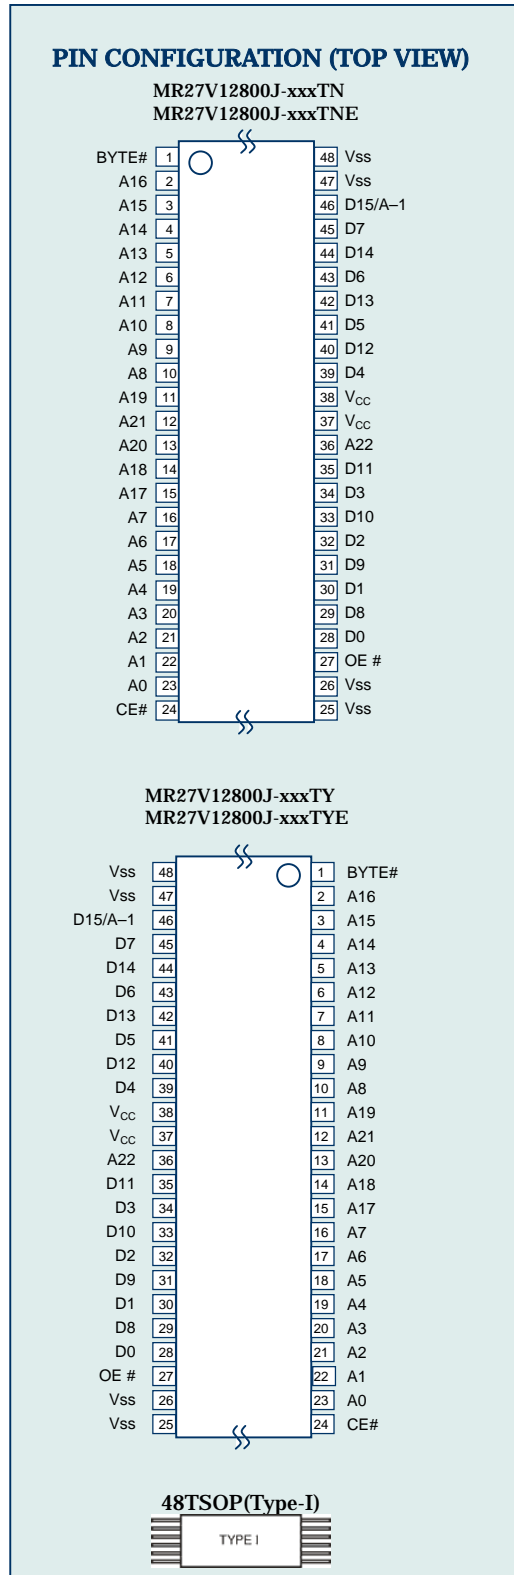 PIN CONFIGURATION (TOP VIEW)
MR27V12800J-xxxTN
MR27V12800J-xxxTNE
BYTE# 1 48 Vss
A16 2 47 Vss
A15 3 46 D15/A–1
A14 4 45 D7
A13 5 44 D14
A12 6 43 D6
A11 7 42 D13
A10 8 41 D5
A9 9 40 D12
A8 10 39 D4
A19 11 38 VCC
A21 12 37 VCC
A20 13 36 A22
A18 14 35 D11
A17 15 34 D3
A7 16 33 D10
A6 17 32 D2
A5 18 31 D9
A4 19 30 D1
A3 20 29 D8
A2 21 28 D0
A1 22 27 OE #
A0 23 26 Vss
CE# 24 25 Vss
MR27V12800J-xxxTY
MR27V12800J-xxxTYE
Vss 48 1 BYTE#
Vss 47 2 A16
D15/A–1 46 3 A15
D7 45 4 A14
D14 44 5 A13
D6 43 6 A12
D13 42 7 A11
D5 41 8 A10
D12 40 9 A9
D4 39 10 A8
VCC 38 11 A19
VCC 37 12 A21
A22 36 13 A20
D11 35 14 A18
D3 34 15 A17
D10 33 16 A7
D2 32 17 A6
D9 31 18 A5
D1 30 19 A4
D8 29 20 A3
D0 28 21 A2
OE # 27 22 A1
Vss 26 23 A0
Vss 25 24 CE#
48TSOP(Type-I)
TYPE I